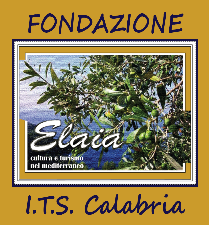 FONDAZIONE
Elaia
cultura e turismo
nel mediterraneo
I.T.S. Calabria